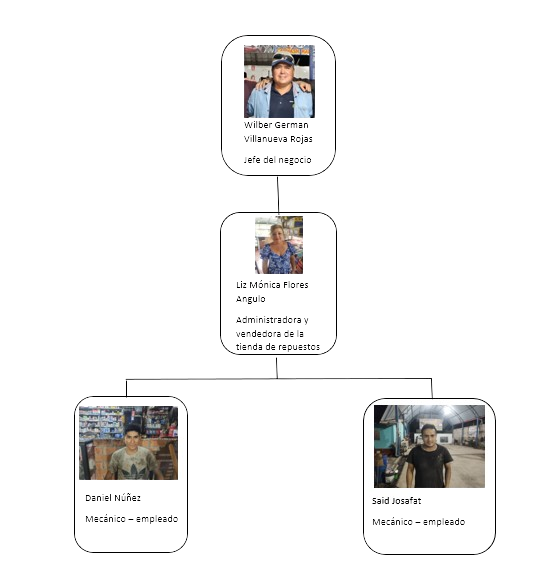 Wilber German
Villanueva Rojas
Jefe del negocio
Liz Mónica Flores
Angulo
Administradora y
vendedora de la
tienda de repuestos
Daniel Núñez
Mecánico – empleado
Said Josafat
Mecánico – empleado